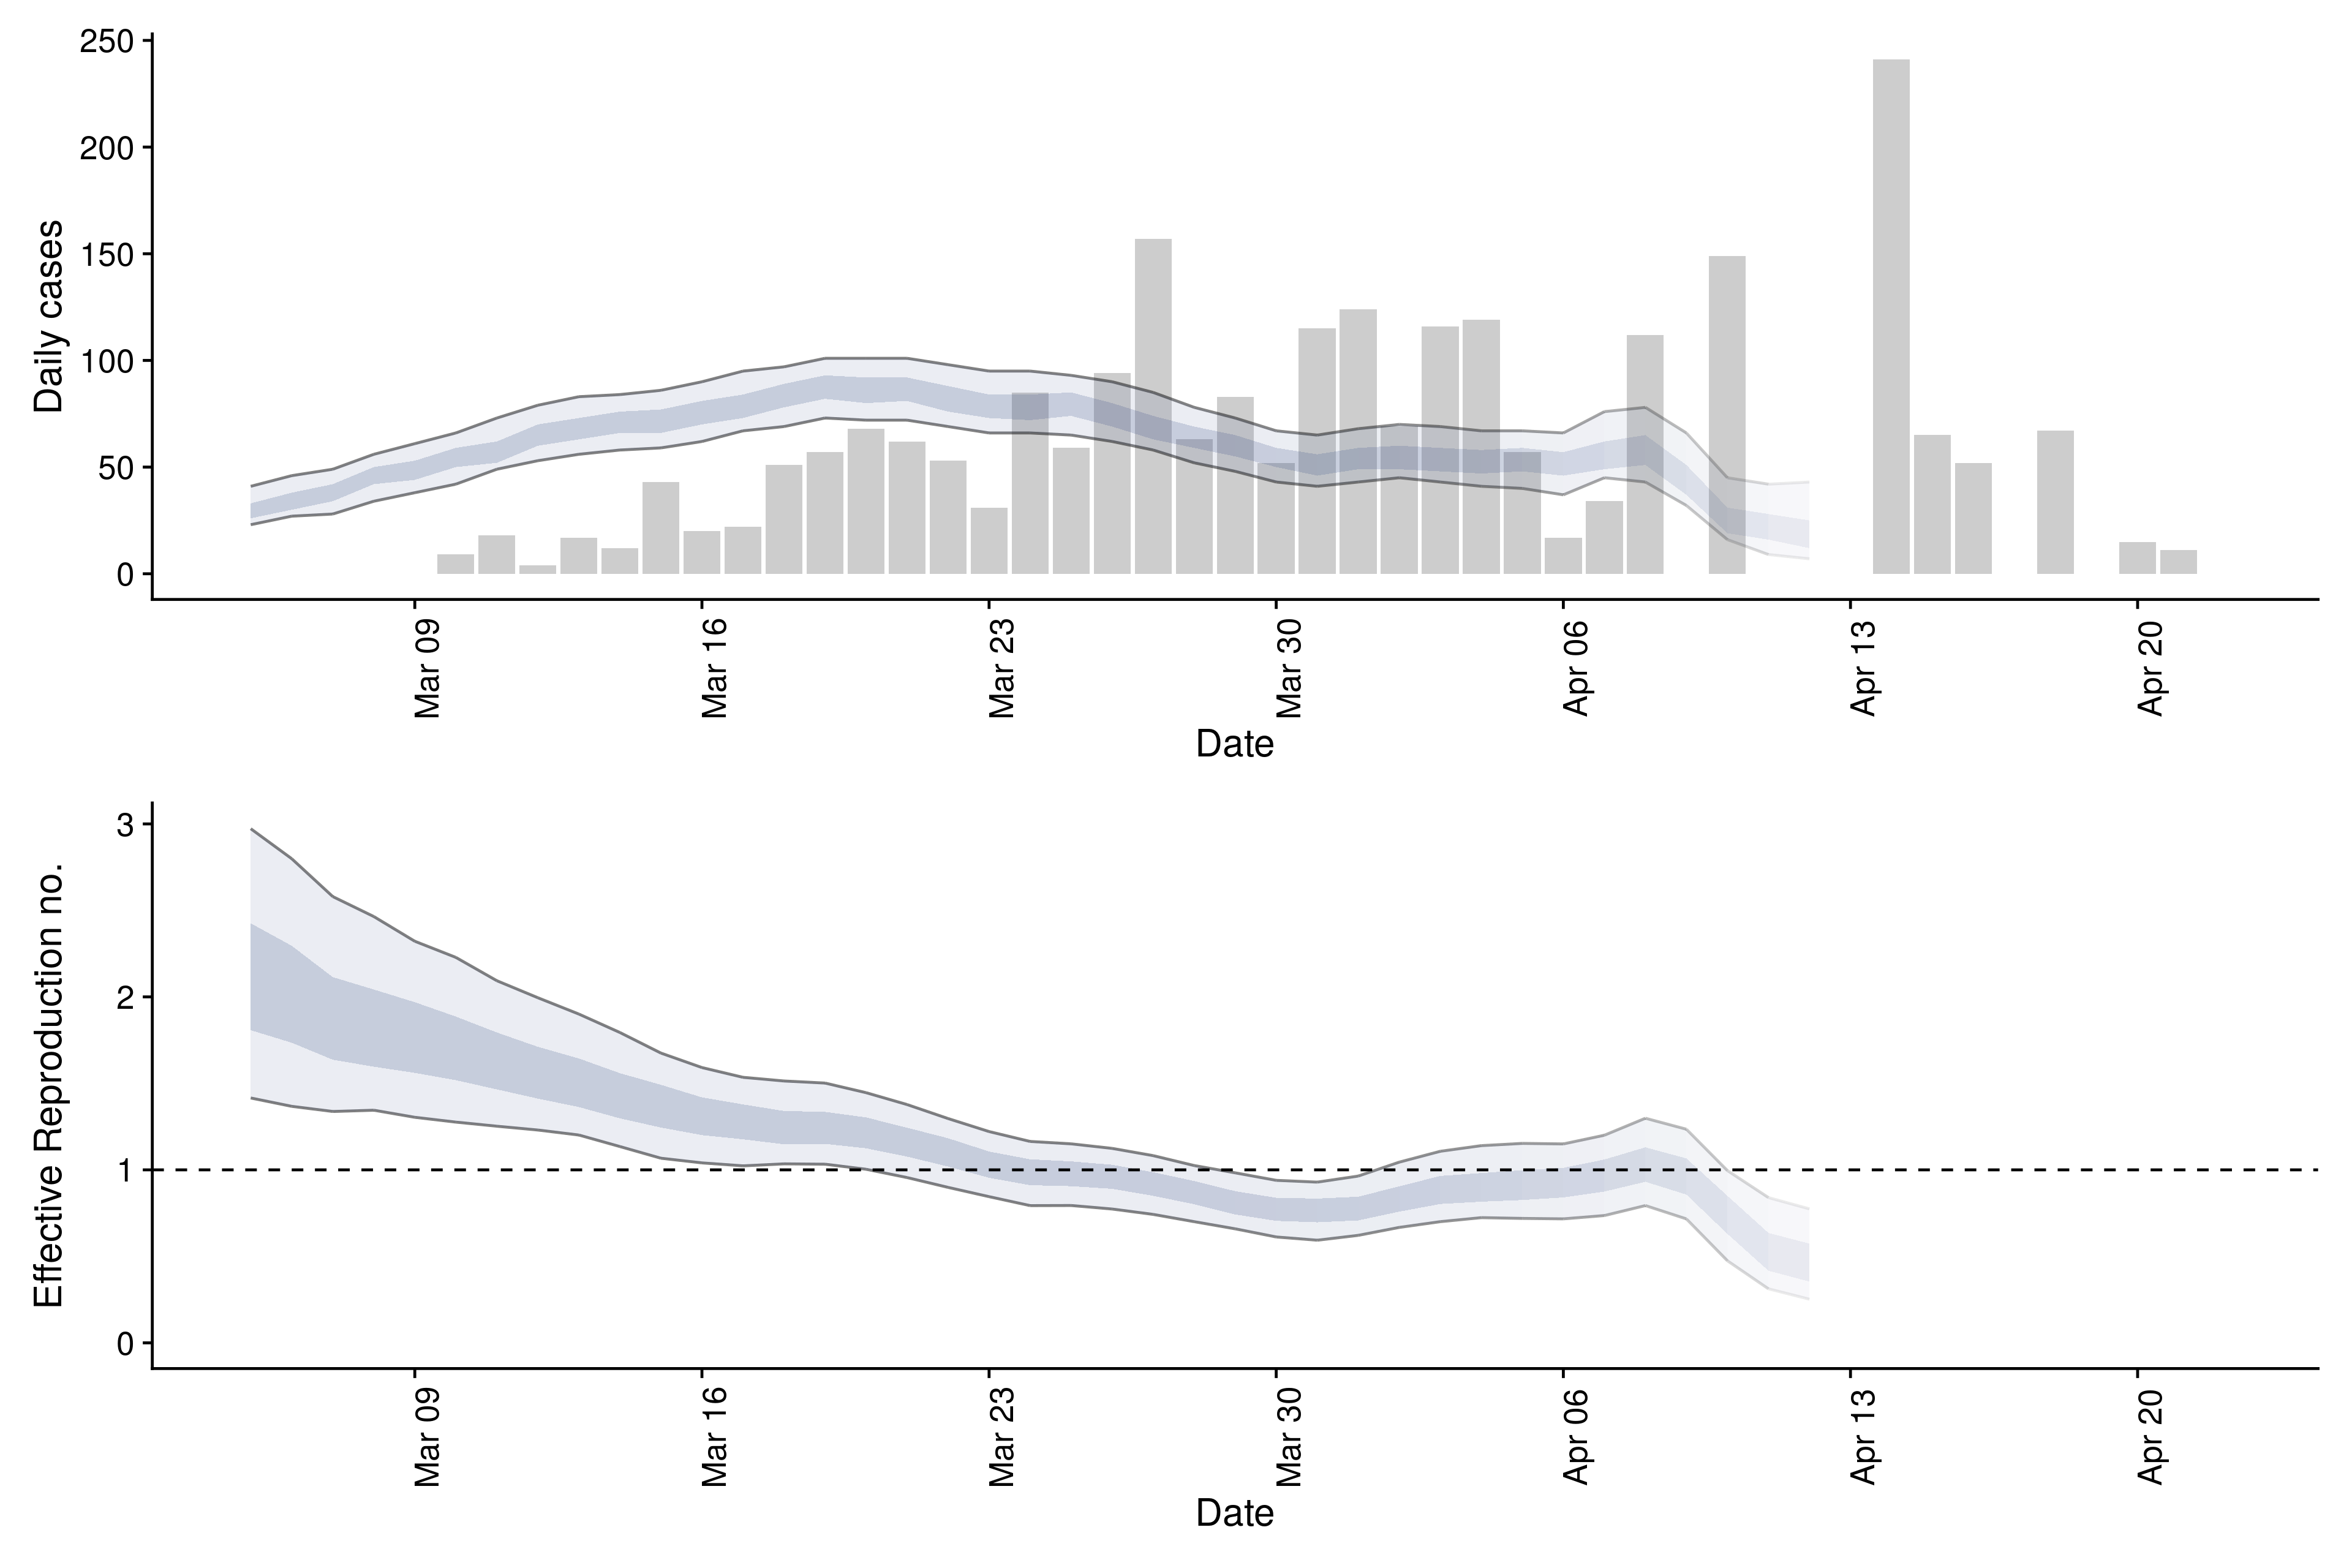 Daily cases
250
200
150
100
50
0
Mar 09
Mar 16
Mar 23
Mar 30
Apr 06
Apr 13
Apr 20
Date
Effective Reproduction no.
3
2
1
0
Mar 09
Mar 16
Mar 23
Mar 30
Apr 06
Apr 13
Apr 20
Date